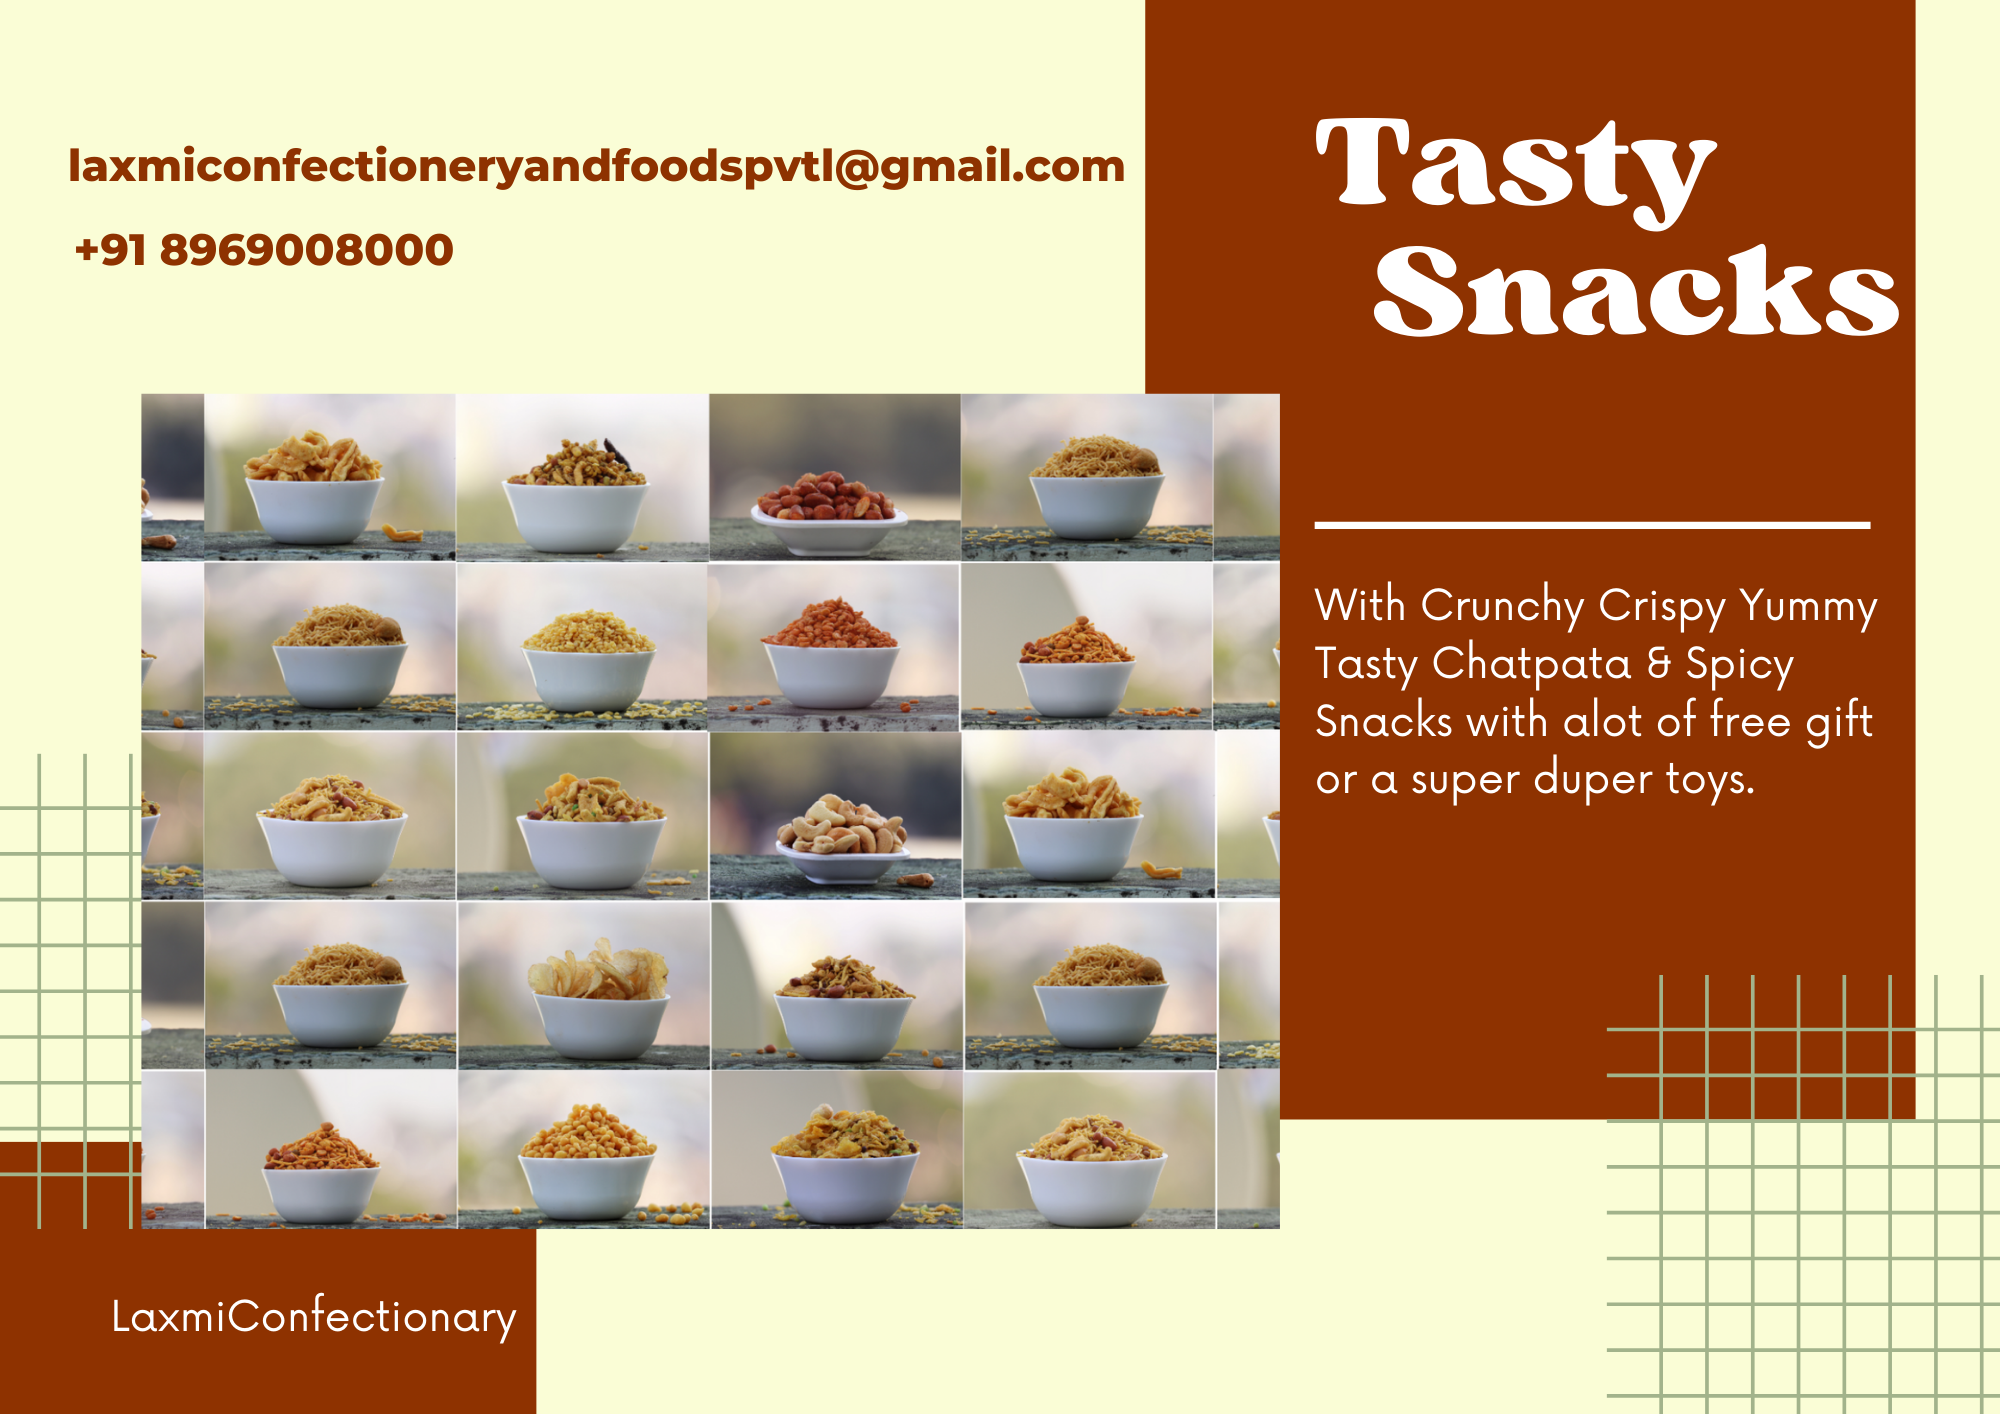 laxmiconfectioneryandfoodspvtl@gmail.com
+91 8969008000
Tasty
Snacks
With Crunchy Crispy Yummy
Tasty Chatpata & Spicy
Snacks with alot of free gift
or a super duper toys.
LaxmiConfectionary